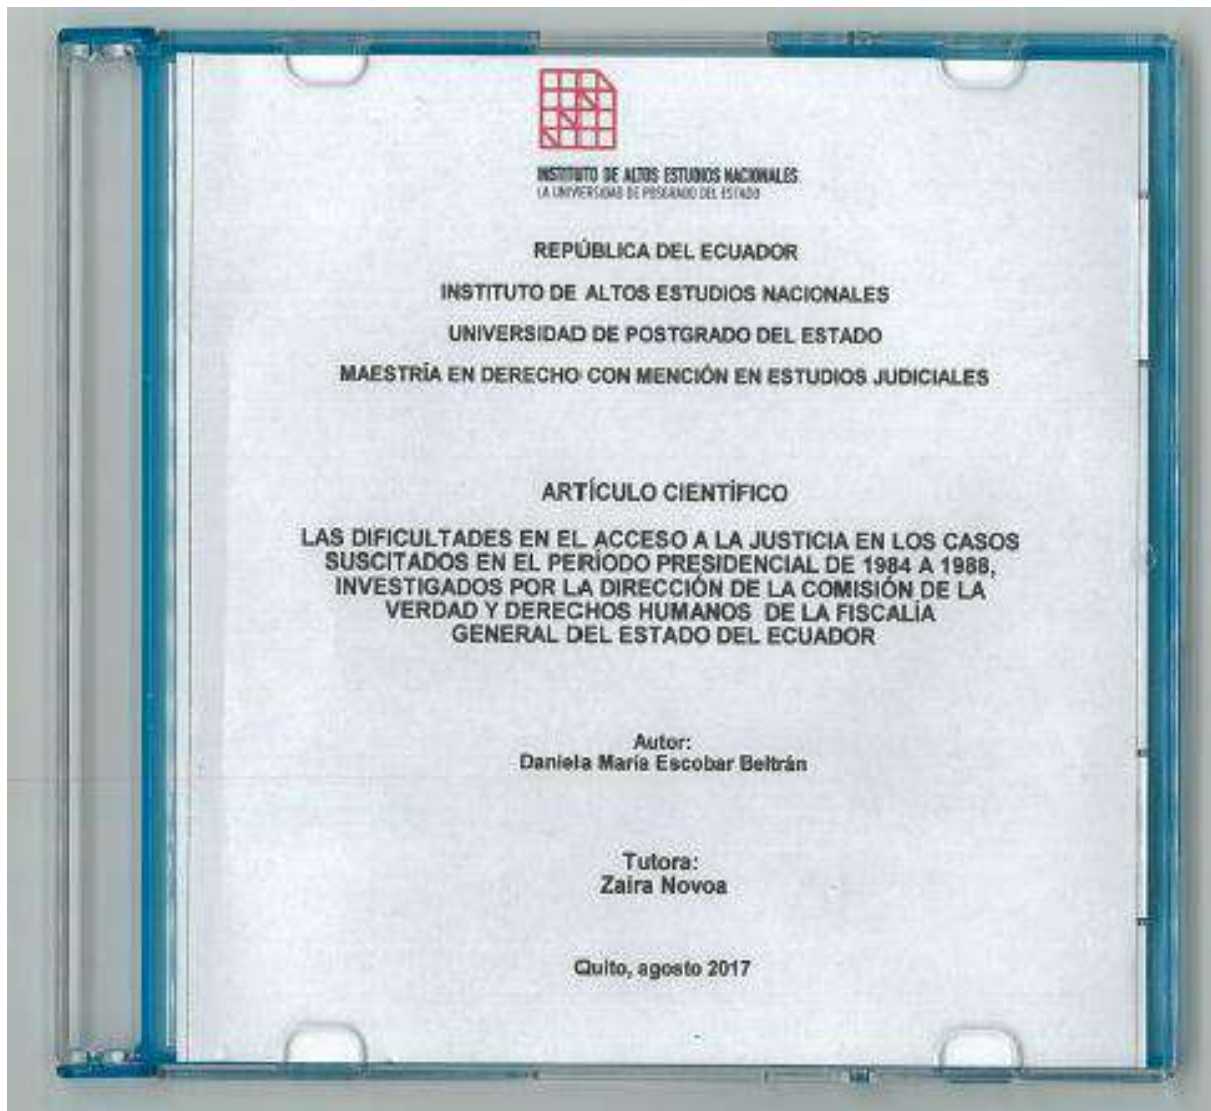 INSTITUTO DE ALTOS ESTUDIOS NACIONALES
LA UNIVERSIDAD DE POSGRADO DEL ESTADO
REPÚBLICA DEL ECUADOR
INSTITUTO DE ALTOS ESTUDIOS NACIONALES
UNIVERSIDAD DE POSTGRADO DEL ESTADO
MAESTRÍA EN DERECHO CON MENCIÓN EN ESTUDIOS JUDICIALES
ARTÍCULO CIENTÍFICO
LAS DIFICULTADES EN EL ACCESO A LA JUSTICIA EN LOS CASOS
SUSCITADOS EN EL PERÍODO PRESIDENCIAL DE 1984 A 1988,
INVESTIGADOS POR LA DIRECCIÓN DE LA COMISIÓN DE LA
VERDAD Y DERECHOS HUMANOS DE LA FISCALÍA
GENERAL DEL ESTADO DEL ECUADOR
Autor:
Daniela María Escobar Beltrán
Tutora:
Zaira Novoa
Quito, agosto 2017